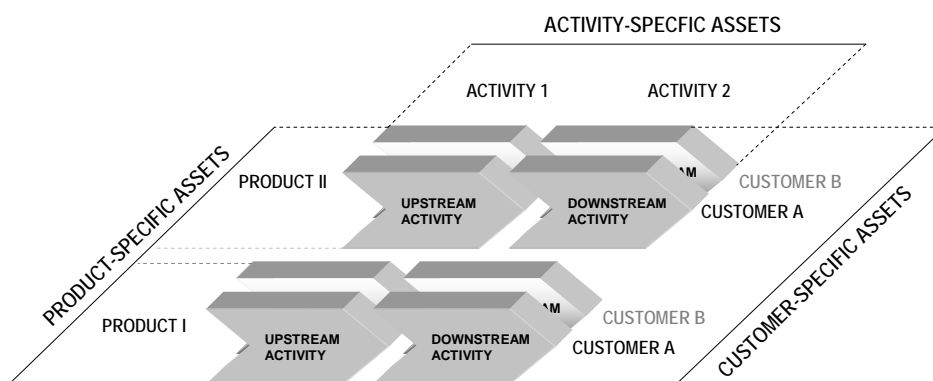 ACTIVITY-SPECFIC ASSETS
ACTIVITY 1
ACTIVITY 2
PRODUCT-SPECIFIC ASSETS
PRODUCT II
UPSTREAM
ACTIVITY
DOWNSTREAM
ACTIVITY
CUSTOMER B
CUSTOMER A
PRODUCT I
UPSTREAM
ACTIVITY
DOWNSTREAM
ACTIVITY
CUSTOMER B
CUSTOMER A
CUSTOMER-SPECIFIC ASSETS